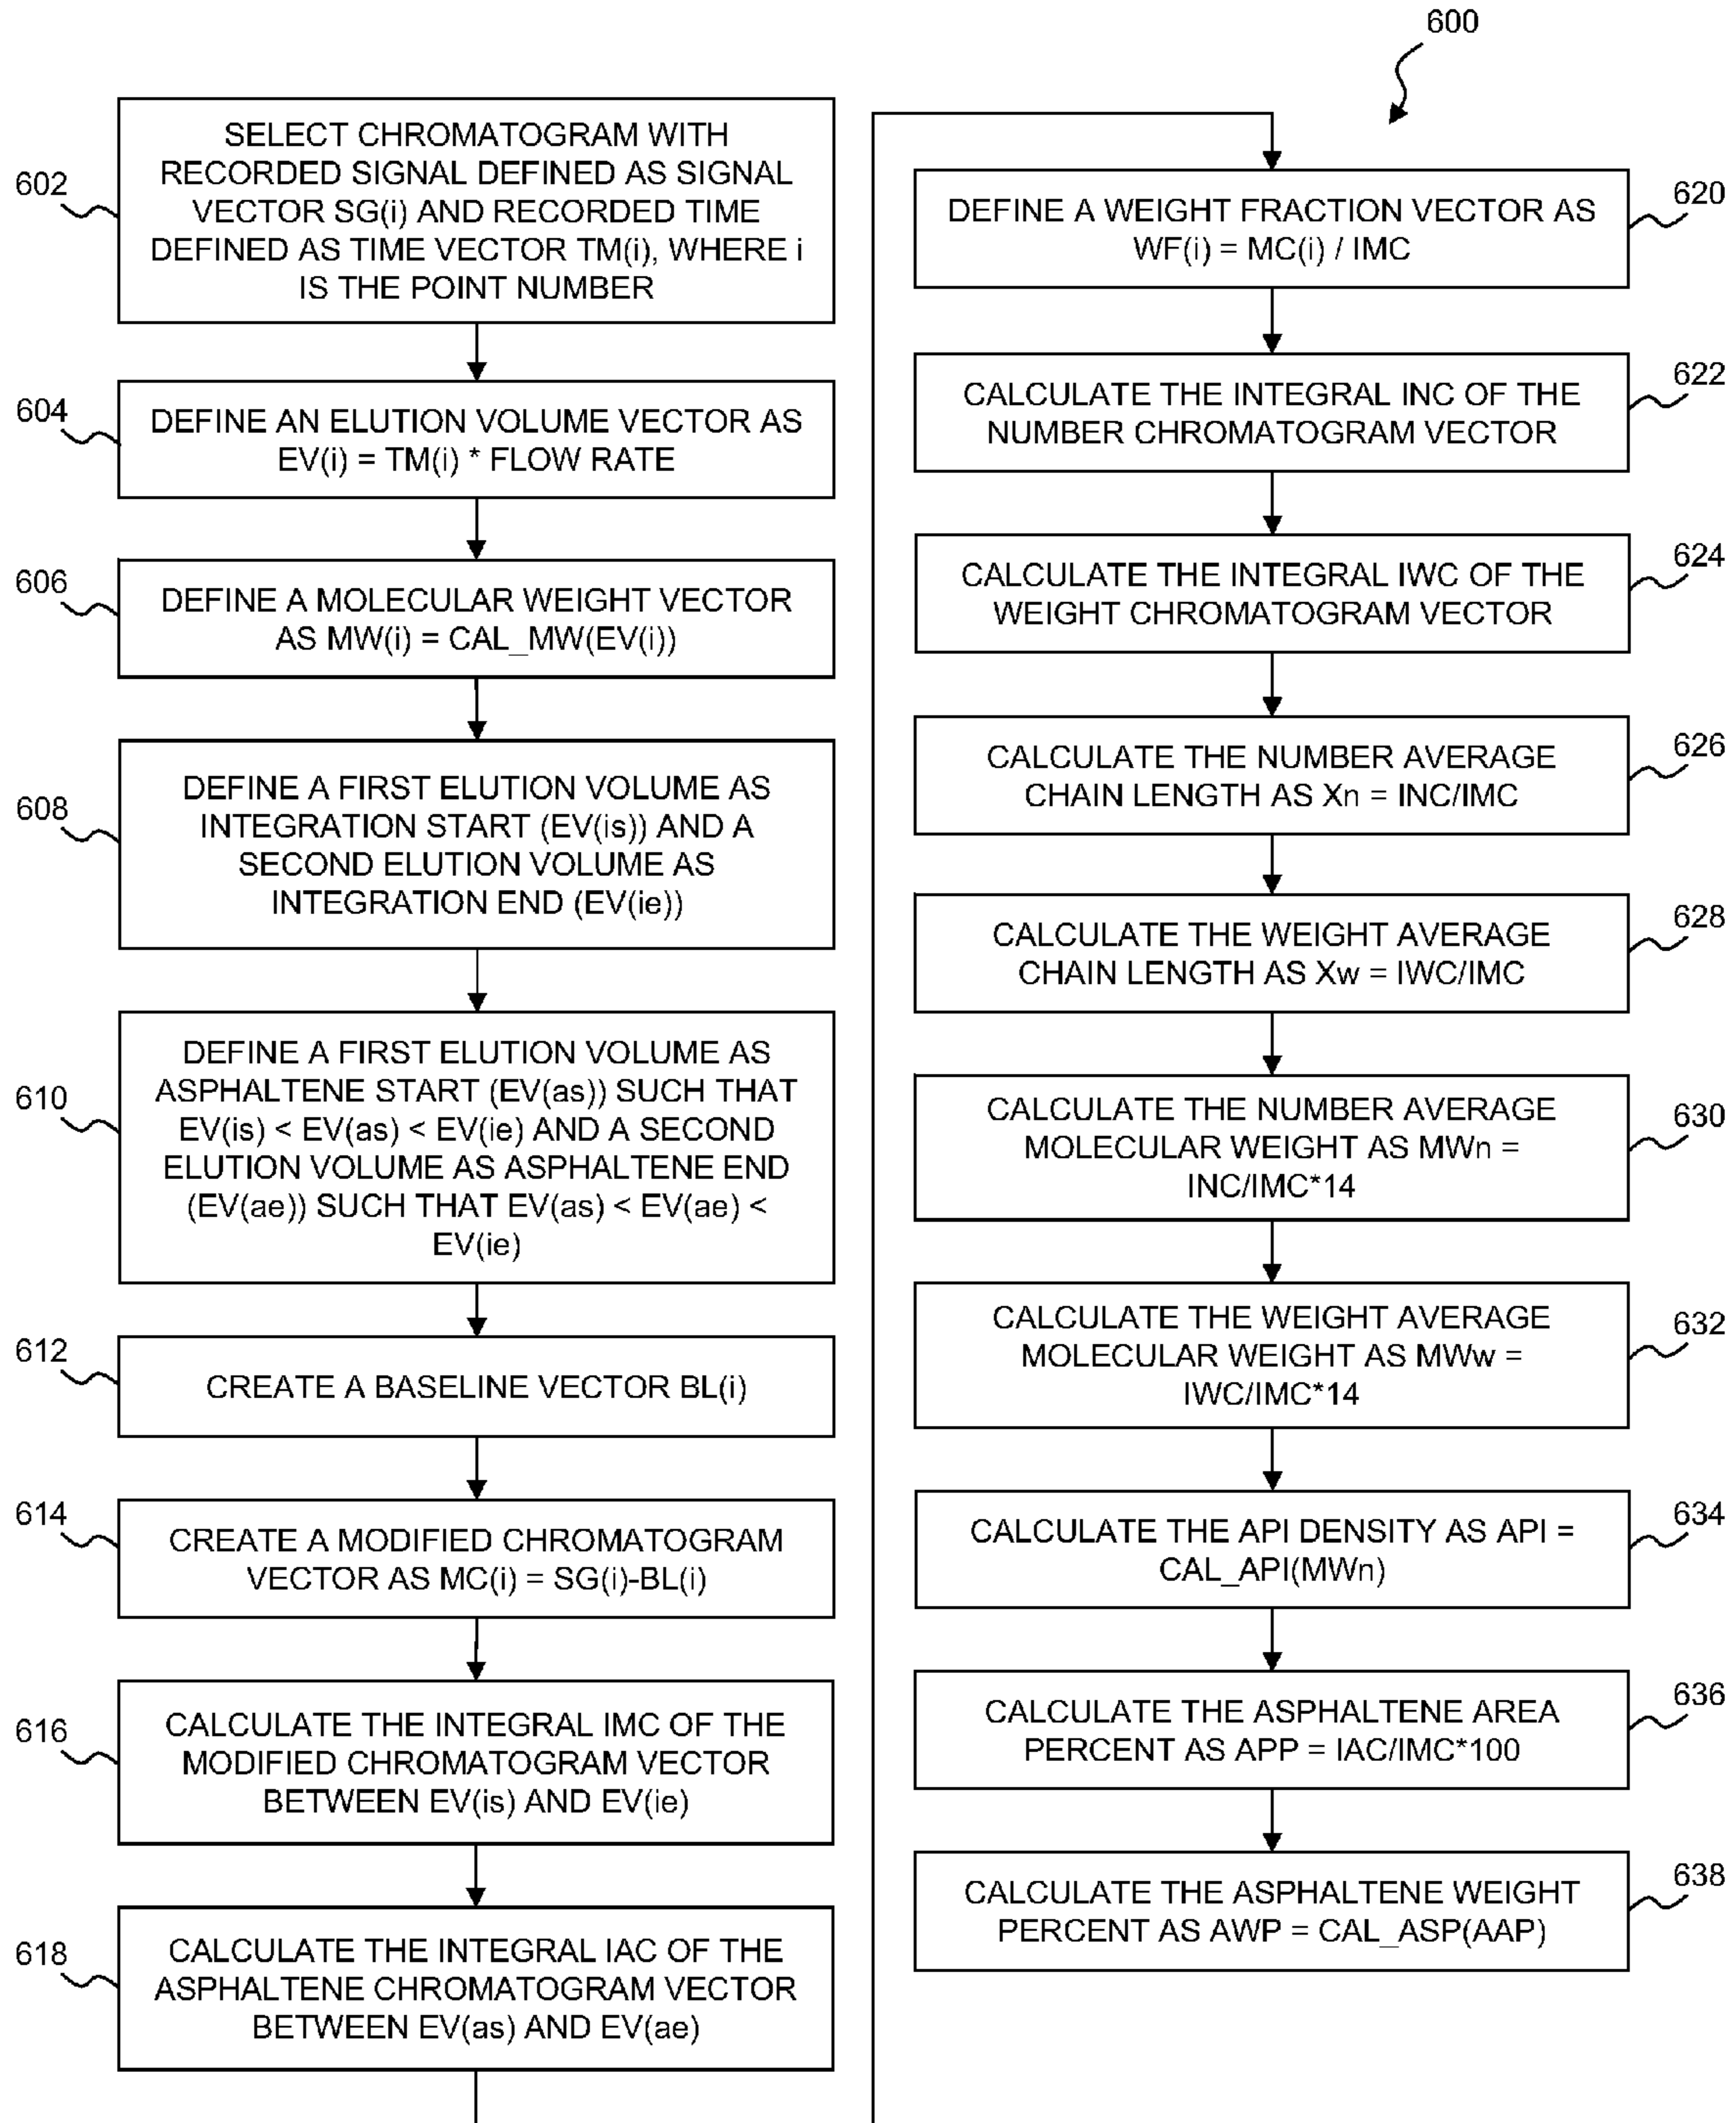 600
602
SELECT CHROMATOGRAM WITH
RECORDED SIGNAL DEFINED AS SIGNAL
VECTOR SG(i) AND RECORDED TIME
DEFINED AS TIME VECTOR TM(i), WHERE i
IS THE POINT NUMBER
604
DEFINE AN ELUTION VOLUME VECTOR AS
EV(i) = TM(i) * FLOW RATE
606
DEFINE A MOLECULAR WEIGHT VECTOR
AS MW(i) = CAL_MW(EV(i))
608
DEFINE A FIRST ELUTION VOLUME AS
INTEGRATION START (EV(is)) AND A
SECOND ELUTION VOLUME AS
INTEGRATION END (EV(ie))
610
DEFINE A FIRST ELUTION VOLUME AS
ASPHALTENE START (EV(as)) SUCH THAT
EV(is) < EV(as) < EV(ie) AND A SECOND
ELUTION VOLUME AS ASPHALTENE END
(EV(ae)) SUCH THAT EV(as) < EV(ae) <
EV(ie)
612
CREATE A BASELINE VECTOR BL(i)
614
CREATE A MODIFIED CHROMATOGRAM
VECTOR AS MC(i) = SG(i)-BL(i)
616
CALCULATE THE INTEGRAL IMC OF THE
MODIFIED CHROMATOGRAM VECTOR
BETWEEN EV(is) AND EV(ie)
618
CALCULATE THE INTEGRAL IAC OF THE
ASPHALTENE CHROMATOGRAM VECTOR
BETWEEN EV(as) AND EV(ae)
620
DEFINE A WEIGHT FRACTION VECTOR AS
WF(i) = MC(i) / IMC
622
CALCULATE THE INTEGRAL INC OF THE
NUMBER CHROMATOGRAM VECTOR
624
CALCULATE THE INTEGRAL IWC OF THE
WEIGHT CHROMATOGRAM VECTOR
626
CALCULATE THE NUMBER AVERAGE
CHAIN LENGTH AS Xn = INC/IMC
628
CALCULATE THE WEIGHT AVERAGE
CHAIN LENGTH AS Xw = IWC/IMC
630
CALCULATE THE NUMBER AVERAGE
MOLECULAR WEIGHT AS MWn =
INC/IMC*14
632
CALCULATE THE WEIGHT AVERAGE
MOLECULAR WEIGHT AS MWw =
IWC/IMC*14
634
CALCULATE THE API DENSITY AS API =
CAL_API(MWn)
636
CALCULATE THE ASPHALTENE AREA
PERCENT AS APP = IAC/IMC*100
638
CALCULATE THE ASPHALTENE WEIGHT
PERCENT AS AWP = CAL_ASP(AAP)